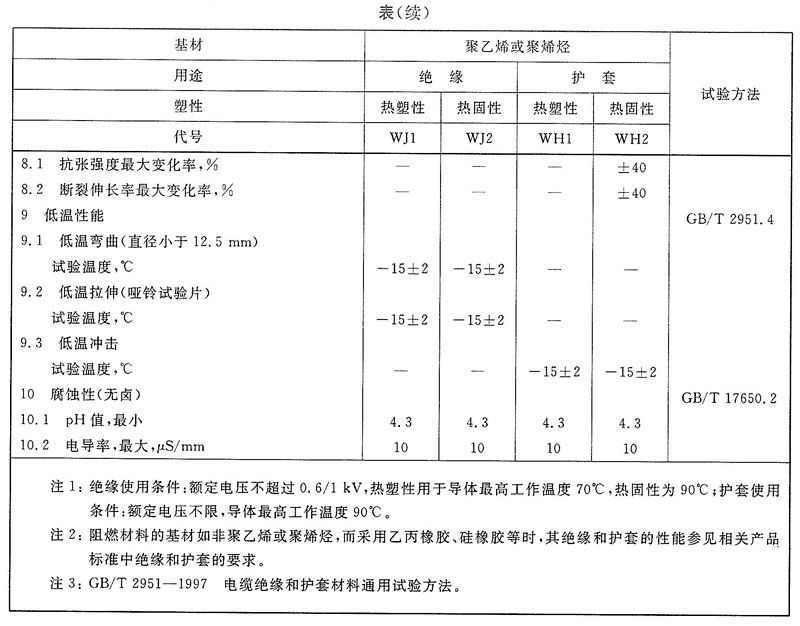 表(续)
基材 聚乙烯或聚烯烃 试验方法
用途 绝 缘 护 套
塑性 热塑性 热固性 热塑性 热固性
代号 WJ1 WJ2 WH1 WH2
8.1 抗张强度最大变化率,% — — — ±40
8.2 断裂伸长率最大变化率,% — — — ±40
9 低温性能 GB/T 2951.4
9.1 低温弯曲(直径小于12.5 mm)
试验温度,℃ －15±2 －15±2 — —
9.2 低温拉伸(哑铃试验片)
试验温度,℃ －15±2 －15±2 — —
9.3 低温冲击
试验温度,℃ — — －15±2 －15±2
10 腐蚀性(无卤) GB/T 17650.2
10.1 pH值,最小 4.3 4.3 4.3 4.3
10.2 电导率,最大,μS/mm 10 10 10 10
注1:绝缘使用条件:额定电压不超过0.6/1 kV,热塑性用于导体最高工作温度70℃,热固性为90℃;护套使用
条件:额定电压不限,导体最高工作温度90℃。
注2:阻燃材料的基材如非聚乙烯或聚烯烃,而采用乙丙橡胶、硅橡胶等时,其绝缘和护套的性能参见相关产品
标准中绝缘和护套的要求。
注3:GB/T 2951—1997 电缆绝缘和护套材料通用试验方法。